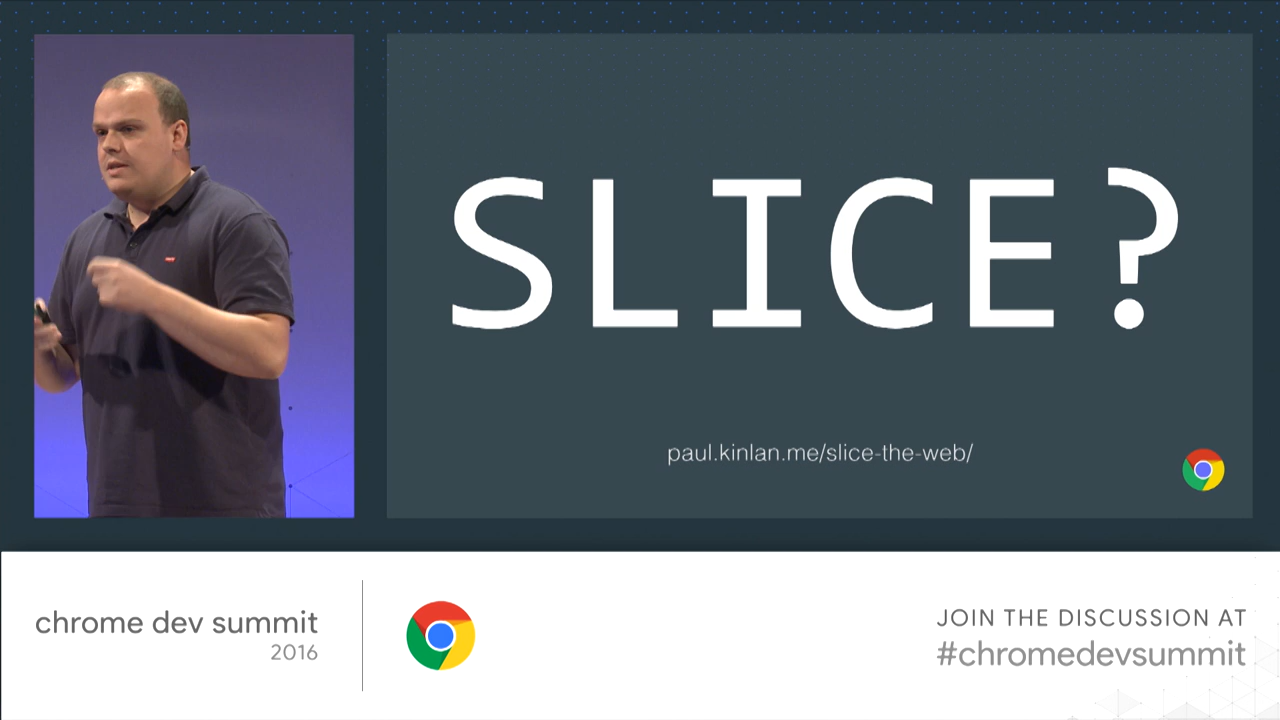 SLICE?
paul.kinlan.me/slice-the-web/
chrome dev summit
2016
JOIN THE DISCUSSION AT
#chromedevsummit